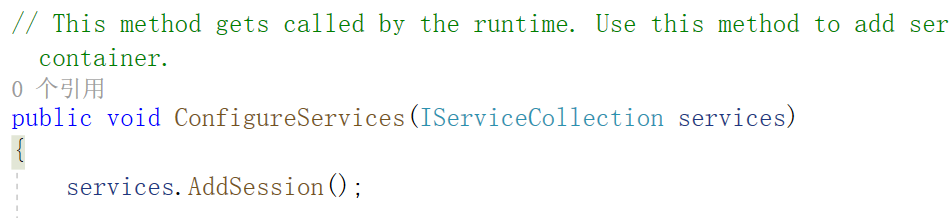 // This method gets called by the runtime. Use this method to add ser
container.
0 个引用
public void ConfigureServices(IServiceCollection services)
{
services.AddSession();